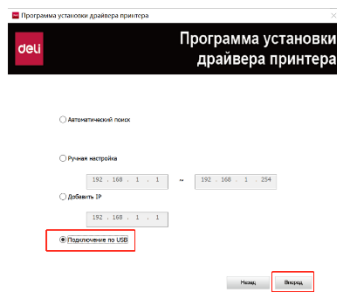 Программа установки драйвера принтера
deli
Программа установки
драйвера принтера
Автоматический поиск
Ручная настройка
192 . 168 . 1 . 1 -- 192 . 168 . 1 . 254
Добавить IP
192 . 168 . 1 . 1
Подключение по USB
Назад Вперед